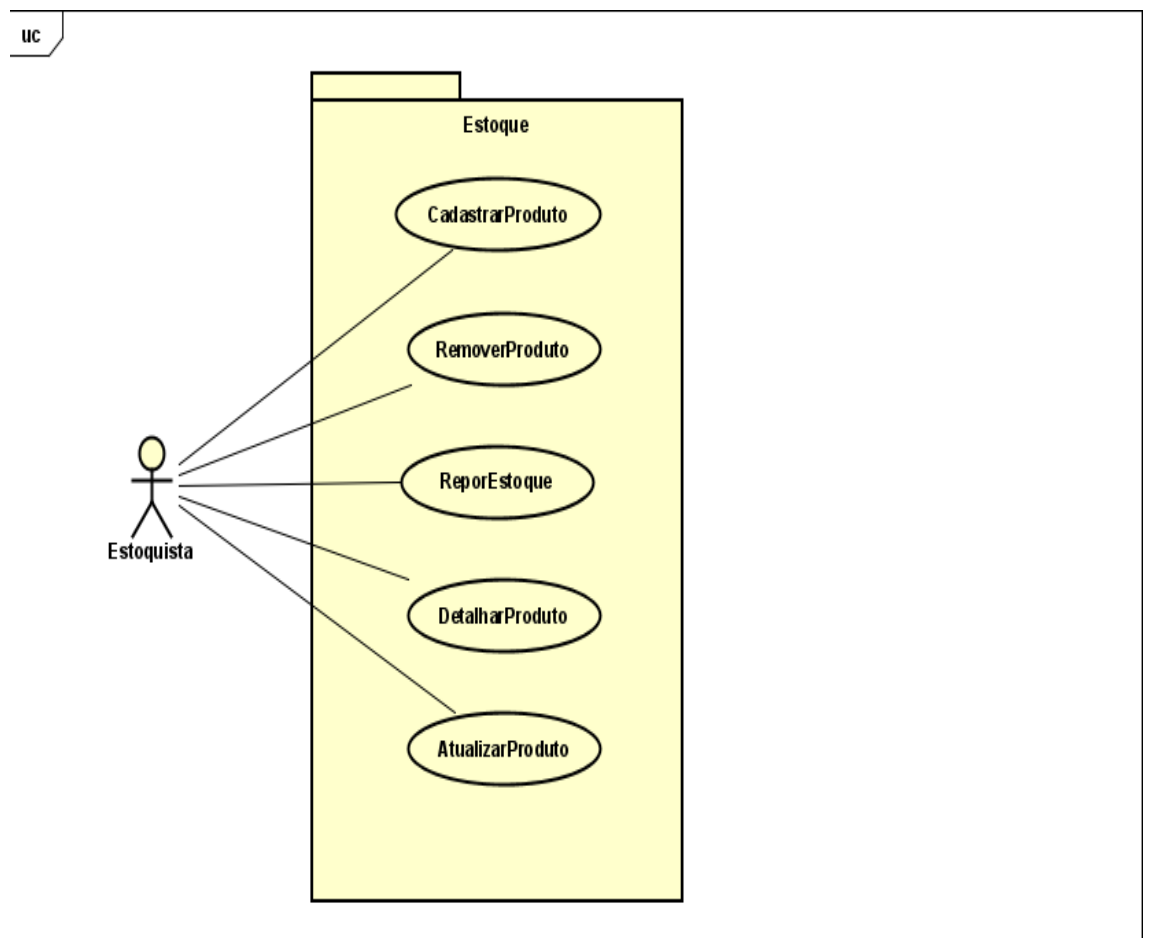 uc
Estoque
CadastrarProduto
RemoverProduto
ReporEstoque
Estoquista
DetalharProduto
AtualizarProduto